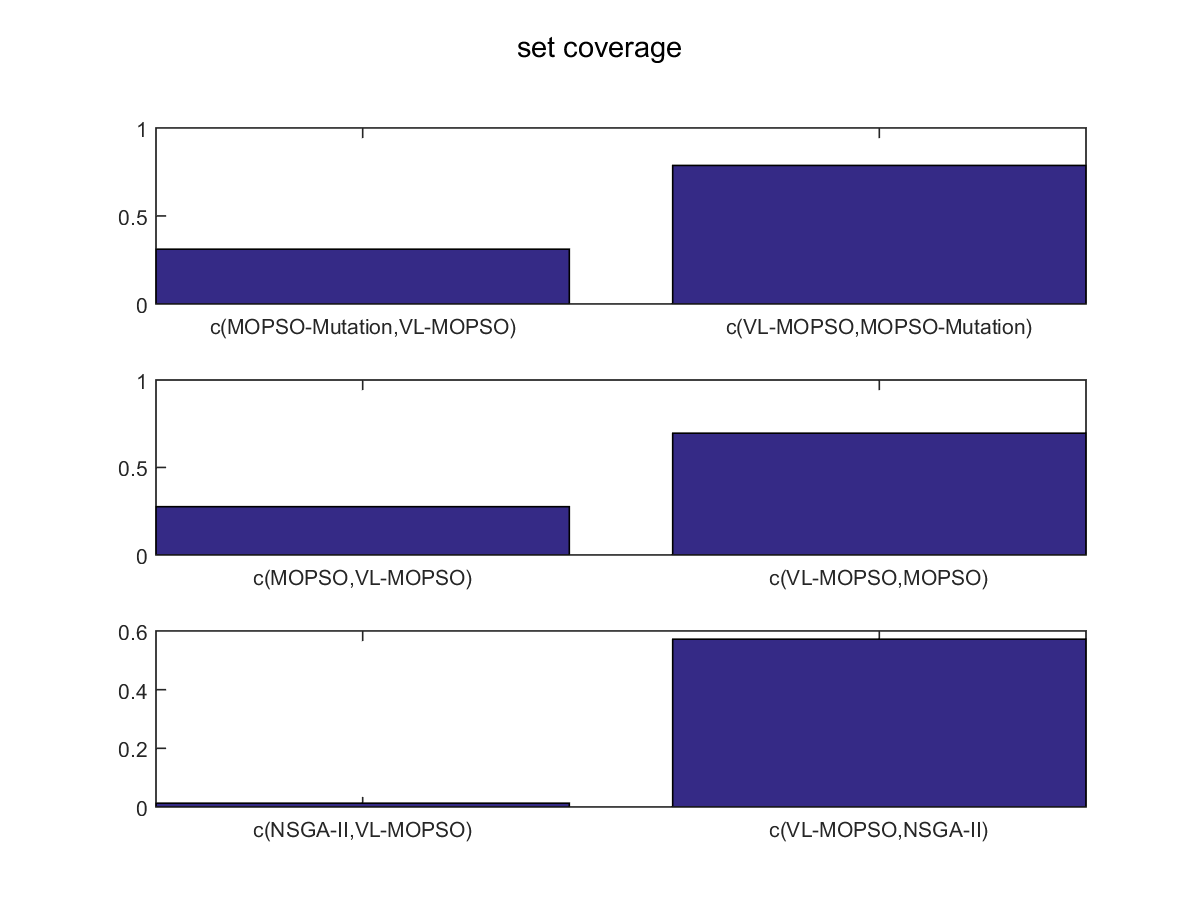 set coverage
1
0.5
0
c(MOPSO-Mutation,VL-MOPSO) c(VL-MOPSO,MOPSO-Mutation)
1
0.5
0
c(MOPSO,VL-MOPSO) c(VL-MOPSO,MOPSO)
0.6
0.4
0.2
0
c(NSGA-II,VL-MOPSO) c(VL-MOPSO,NSGA-II)